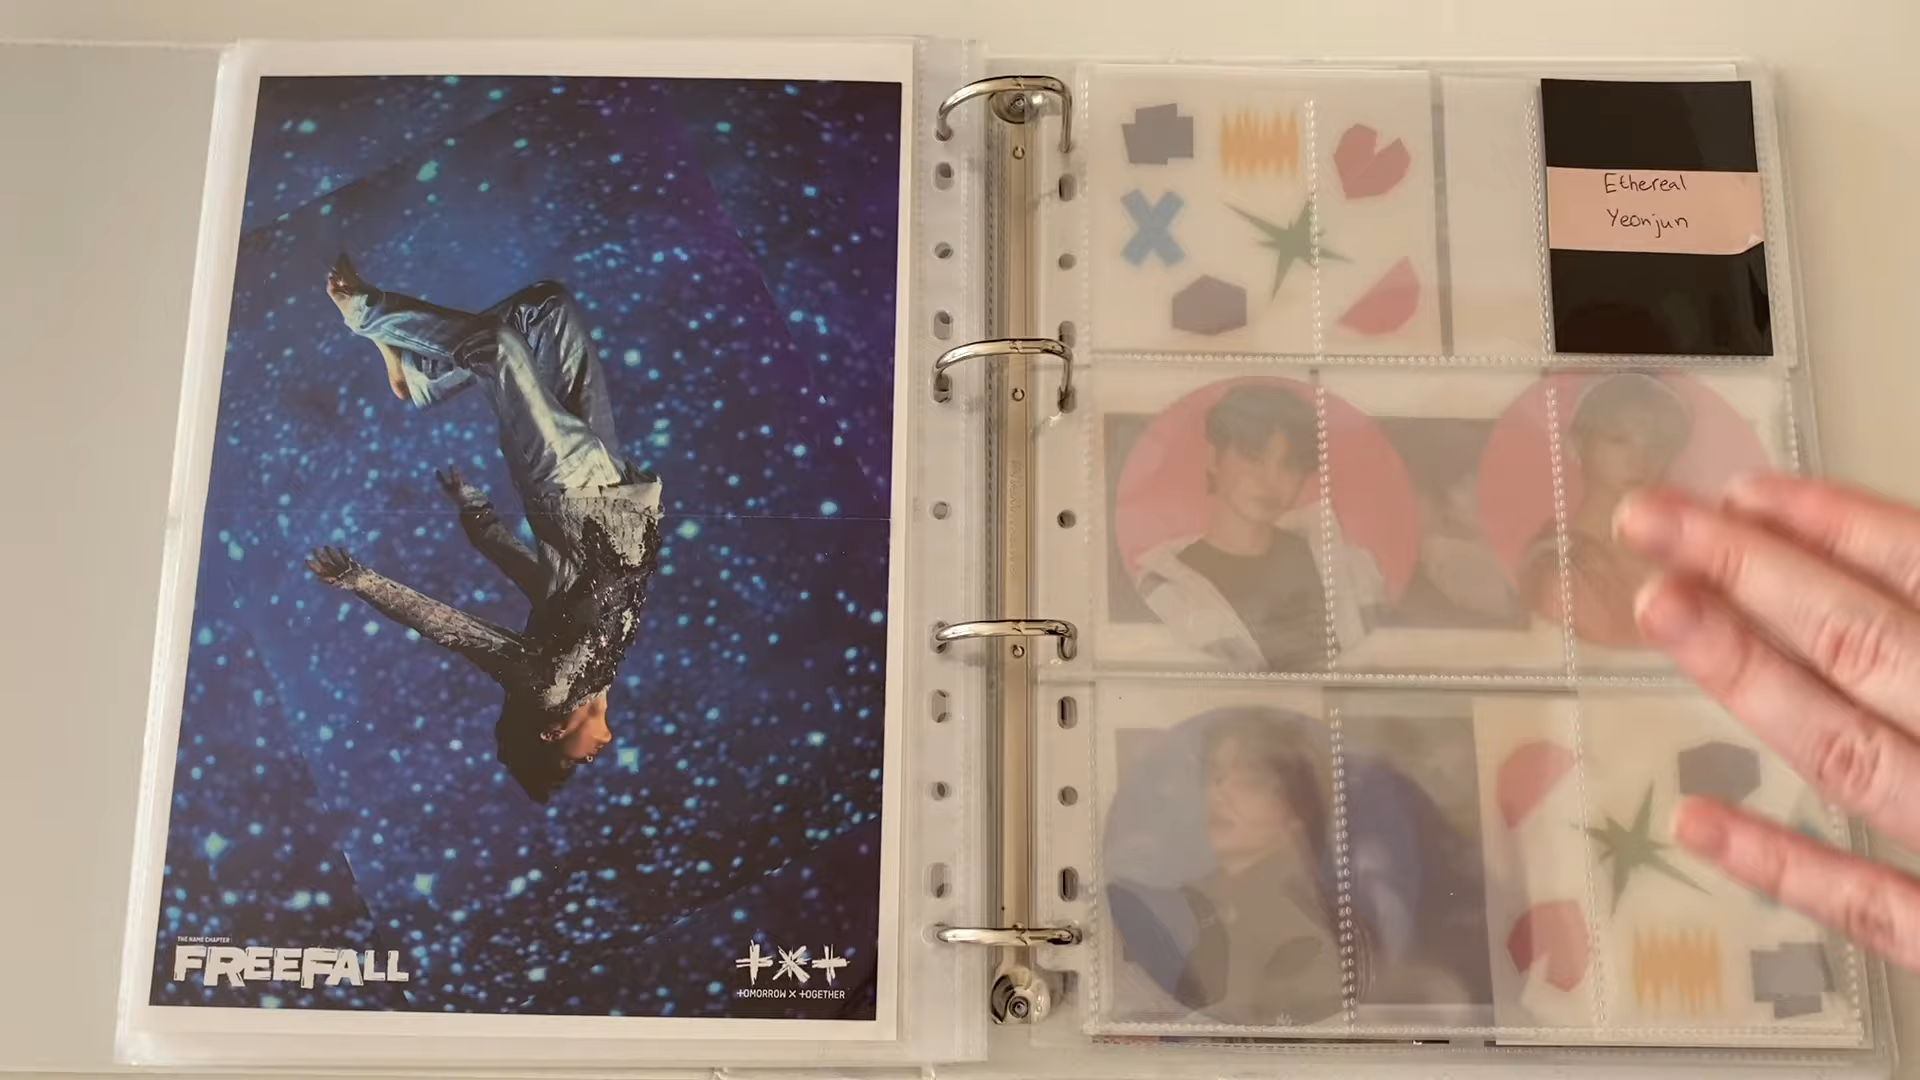 THE NAME CHAPTER
FREEFALL
TOMORROW X TOGETHER
Ethereal
Yeonjun